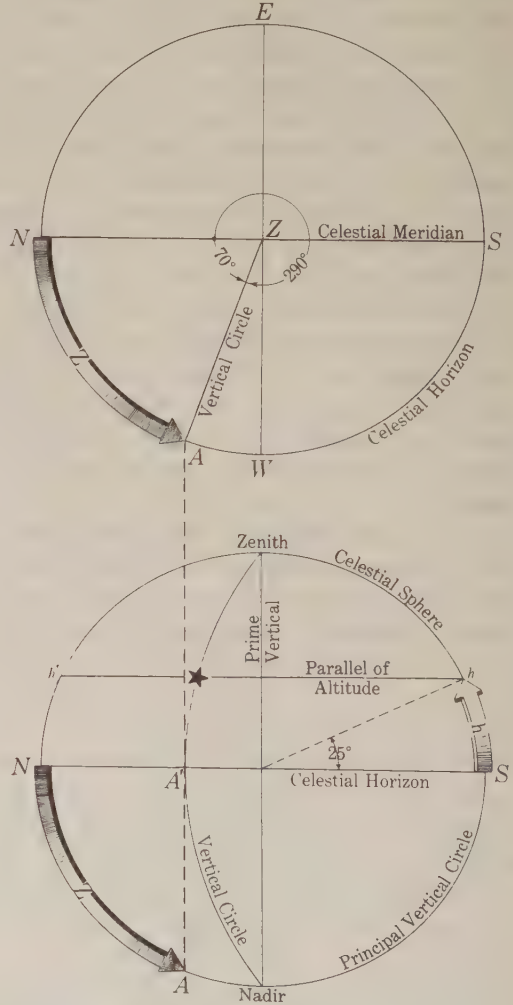 E
N
Z
Celestial Meridian
S
70°
290°
Vertical Circle
Celestial Horizon
Z
A
W
Zenith
Celestial Sphere
Prime
Vertical
h'
Parallel of
Altitude
h
h
25°
N
A'
Celestial Horizon
S
Z
Vertical Circle
Principal Vertical Circle
A
Nadir